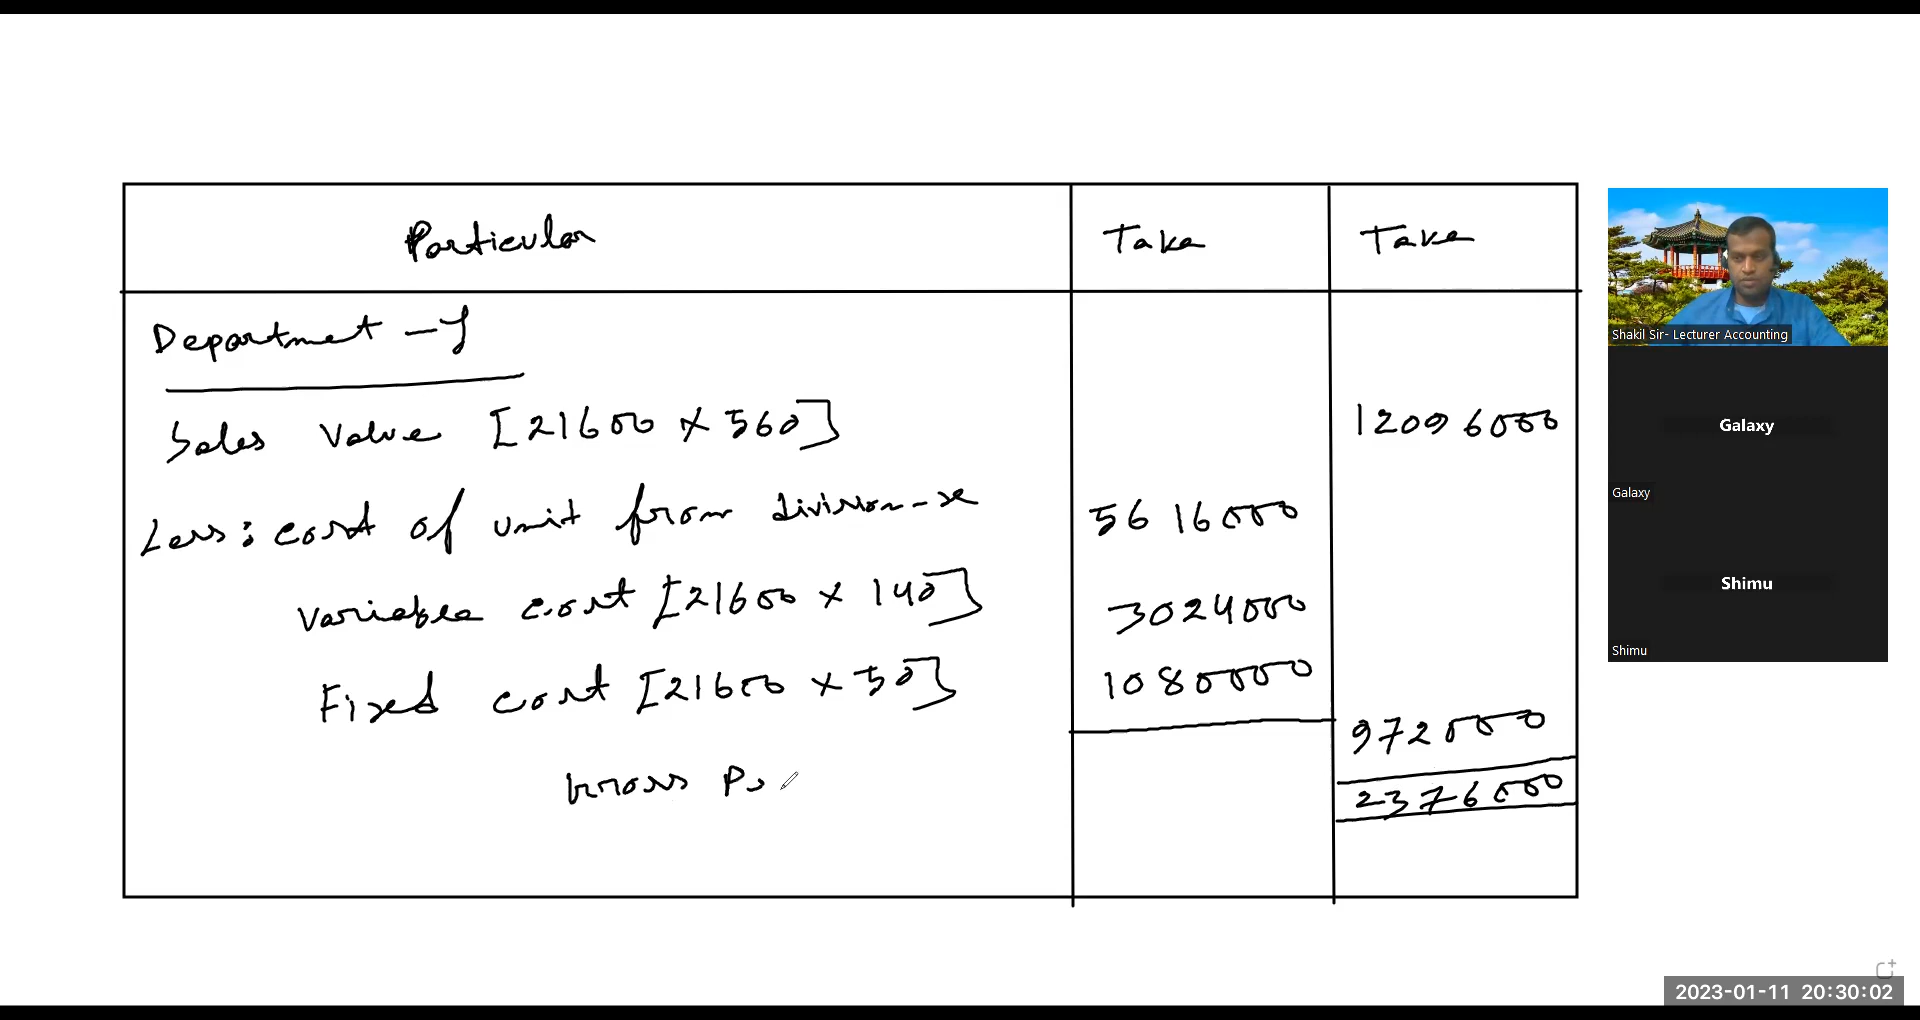 Particular Taka Taka
Department - Y
Sales Value [21600 × 560] 12096000
Less: cost of unit from division-x 5616000
Variable cost [21600 × 140] 3024000
Fixed cost [21600 × 50] 1080000
9720000
Gross 2376000
Shakil Sir- Lecturer Accounting
Galaxy
Galaxy
Shimu
Shimu
2023-01-11 20:30:02